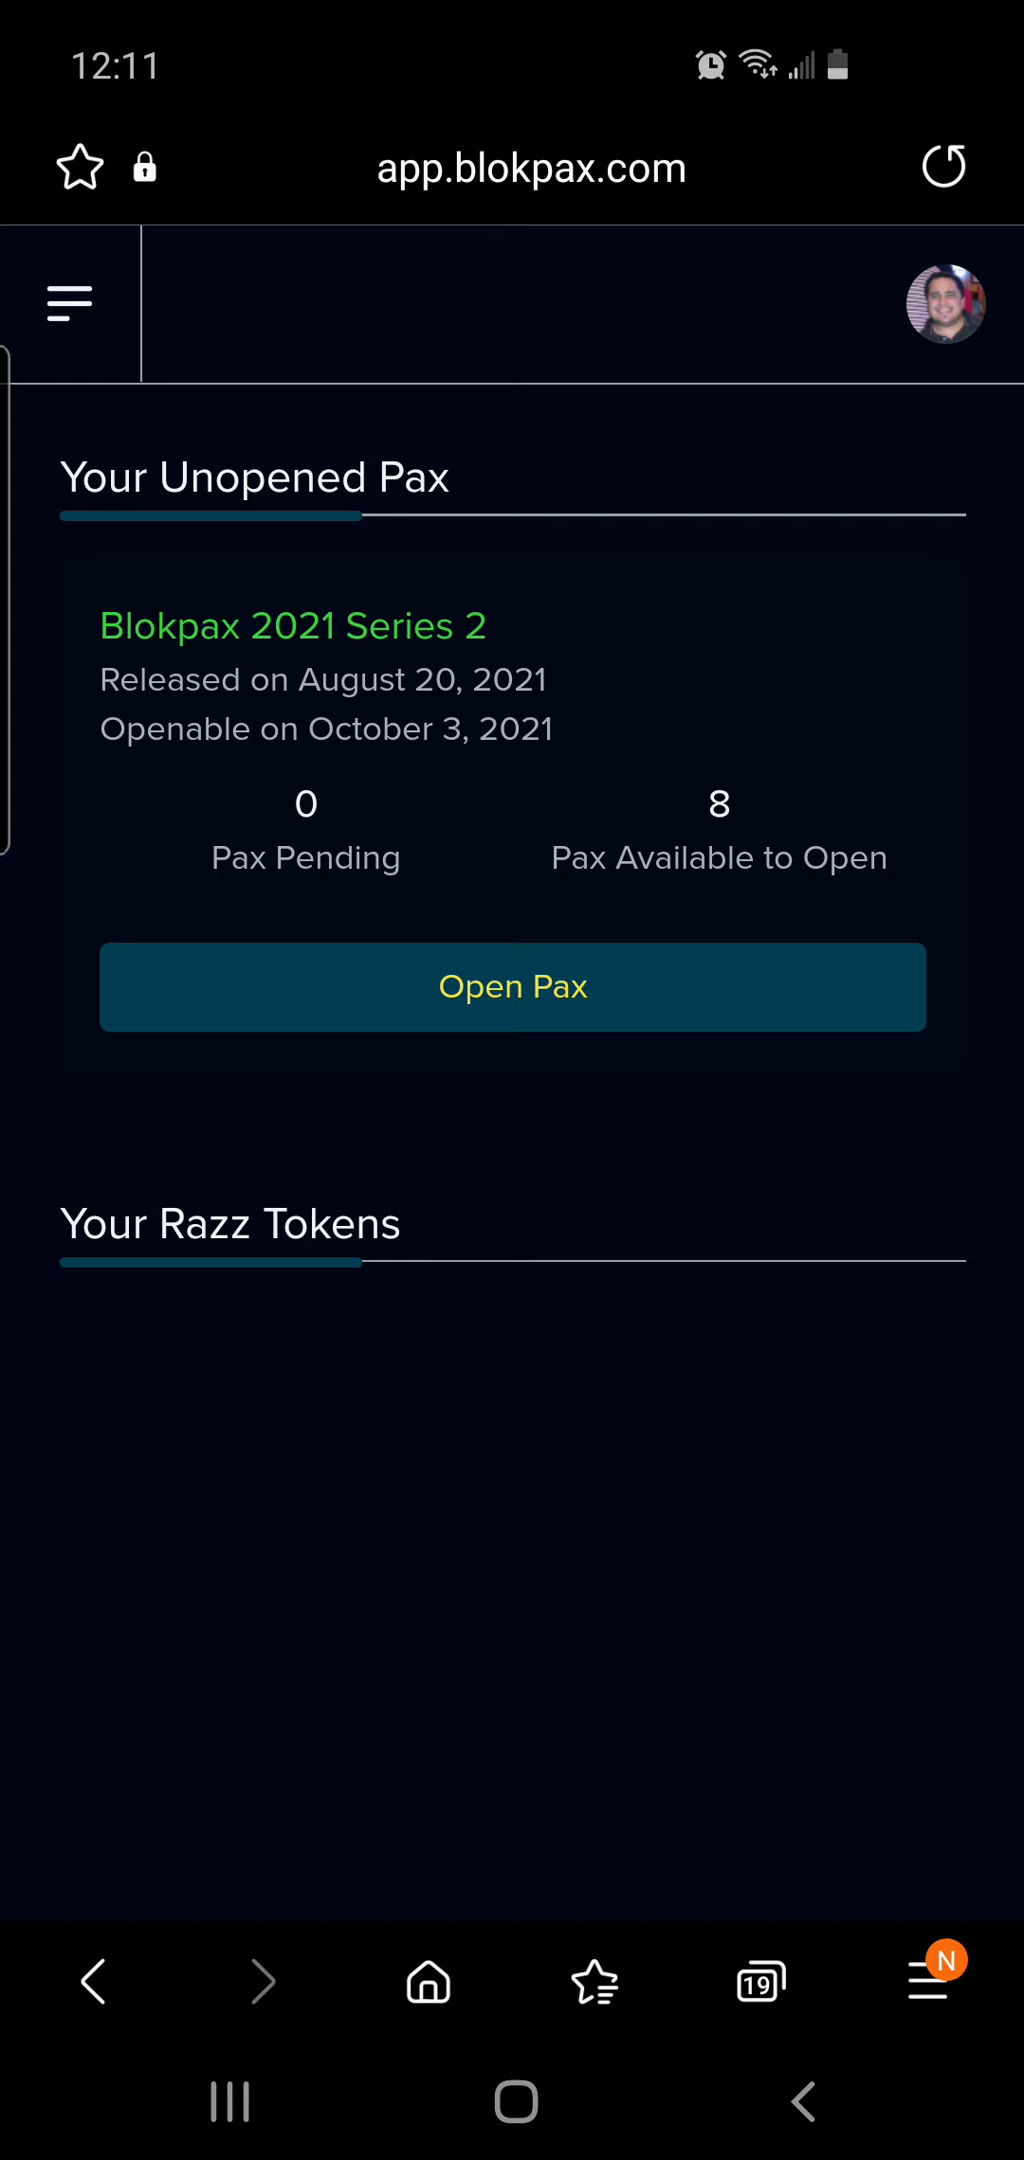 12:11
app.blokpax.com
Your Unopened Pax
Blokpax 2021 Series 2
Released on August 20, 2021
Openable on October 3, 2021
0 8
Pax Pending Pax Available to Open
Open Pax
Your Razz Tokens
19 N